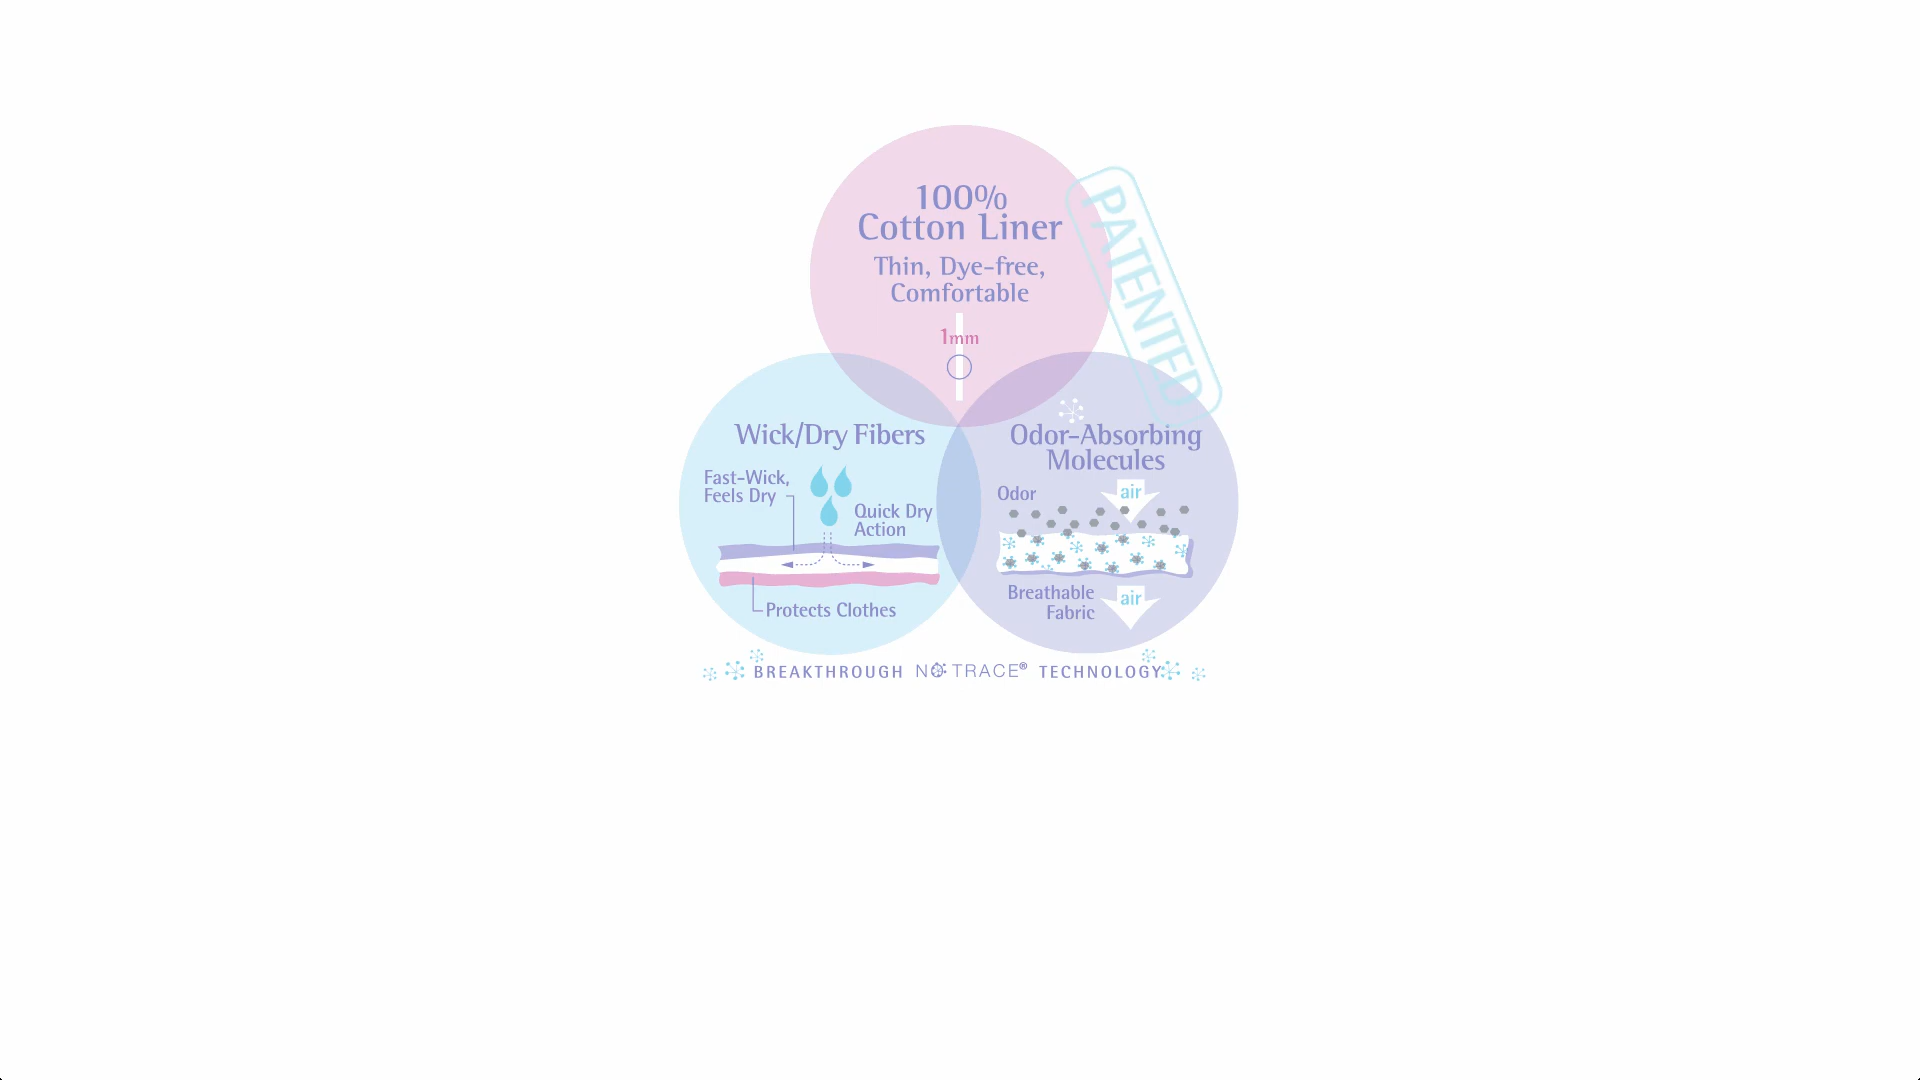 100%
Cotton Liner
Thin, Dye-free,
Comfortable
1mm
PATENTED
Wick/Dry Fibers
Fast-Wick,
Feels Dry
Quick Dry
Action
Protects Clothes
Odor-Absorbing
Molecules
Odor
air
Breathable
Fabric
air
BREAKTHROUGH NO TRACE® TECHNOLOGY